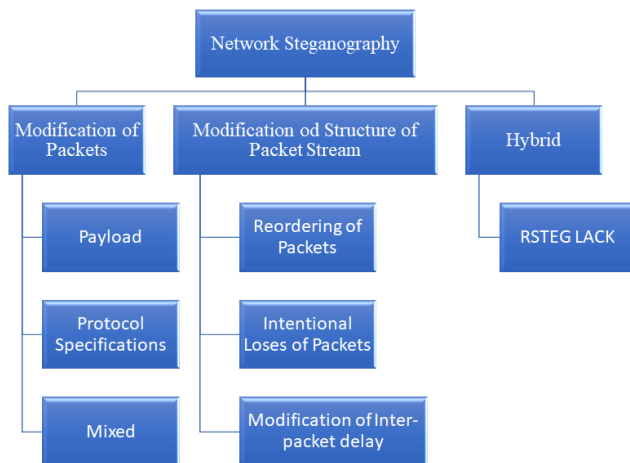 Network Steganography
Modification of
Packets
Modification od Structure of
Packet Stream
Hybrid
Payload
Reordering of
Packets
RSTEG LACK
Protocol
Specifications
Intentional
Loses of Packets
Mixed
Modification of Inter-
packet delay